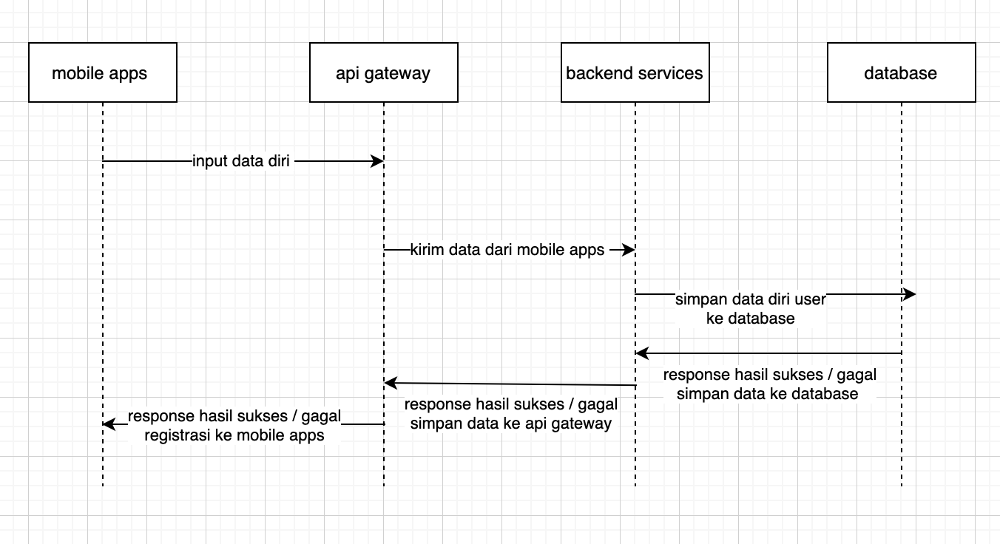 mobile apps
api gateway
backend services
database
input data diri
kirim data dari mobile apps
simpan data diri user
ke database
response hasil sukses / gagal
simpan data ke database
response hasil sukses / gagal
simpan data ke api gateway
response hasil sukses / gagal
registrasi ke mobile apps